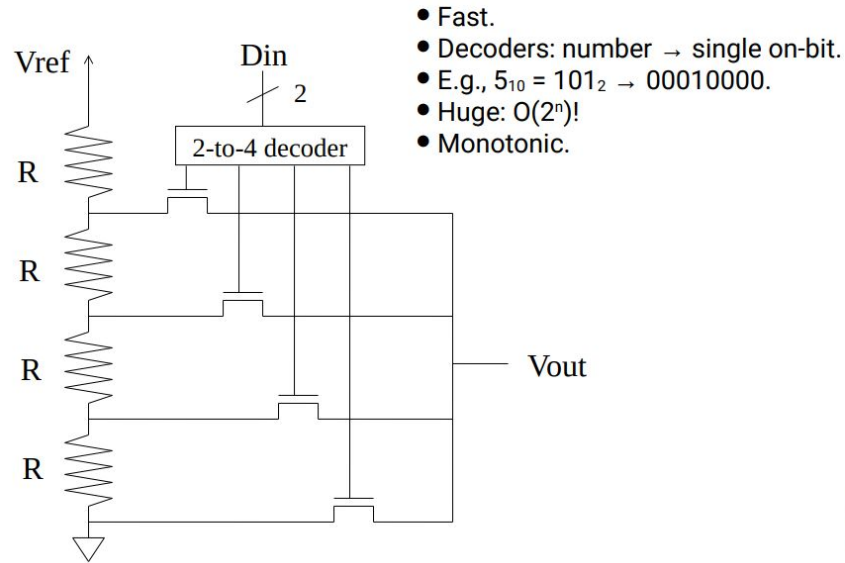 ● Fast.
● Decoders: number → single on-bit.
● E.g., 5₁₀ = 101₂ → 00010000.
● Huge: O(2ⁿ)!
● Monotonic.
Vref
Din
2
2-to-4 decoder
R
R
R
Vout
R